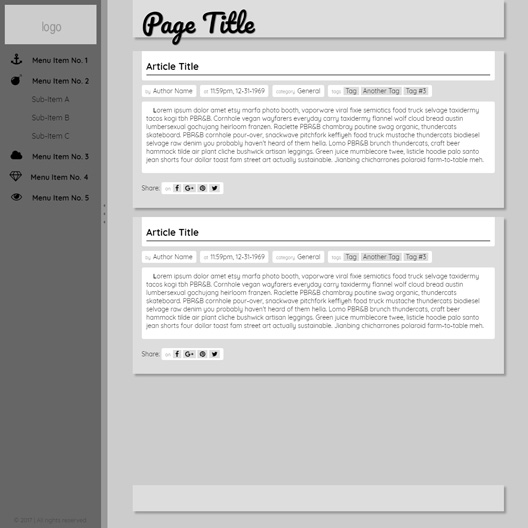 logo
Menu Item No. 1
Menu Item No. 2
Sub-Item A
Sub-Item B
Sub-Item C
Menu Item No. 3
Menu Item No. 4
Menu Item No. 5
© 2017 | All rights reserved.
Page Title
Article Title
by Author Name at 11:59pm, 12-31-1969 category General tags Tag Another Tag Tag #3
Lorem ipsum dolor amet etsy marfa photo booth, vaporware viral fixie semiotics food truck selvage taxidermy
tacos kogi tbh PBR&B. Cornhole vegan wayfarers everyday carry taxidermy flannel wolf cloud bread austin
lumbersexual gochujang heirloom franzen. Raclette PBR&B chambray poutine swag organic, thundercats
skateboard. PBR&B cornhole pour-over, snackwave pitchfork keffiyeh food truck mustache thundercats biodiesel
selvage raw denim you probably haven't heard of them hella. Lomo PBR&B brunch thundercats, craft beer
hammock tilde air plant cliche bushwick artisan leggings. Green juice mumblecore twee, listicle hoodie palo santo
jean shorts four dollar toast fam street art actually sustainable. Jianbing chicharrones polaroid farm-to-table meh.
Share:
Article Title
by Author Name at 11:59pm, 12-31-1969 category General tags Tag Another Tag Tag #3
Lorem ipsum dolor amet etsy marfa photo booth, vaporware viral fixie semiotics food truck selvage taxidermy
tacos kogi tbh PBR&B. Cornhole vegan wayfarers everyday carry taxidermy flannel wolf cloud bread austin
lumbersexual gochujang heirloom franzen. Raclette PBR&B chambray poutine swag organic, thundercats
skateboard. PBR&B cornhole pour-over, snackwave pitchfork keffiyeh food truck mustache thundercats biodiesel
selvage raw denim you probably haven't heard of them hella. Lomo PBR&B brunch thundercats, craft beer
hammock tilde air plant cliche bushwick artisan leggings. Green juice mumblecore twee, listicle hoodie palo santo
jean shorts four dollar toast fam street art actually sustainable. Jianbing chicharrones polaroid farm-to-table meh.
Share: